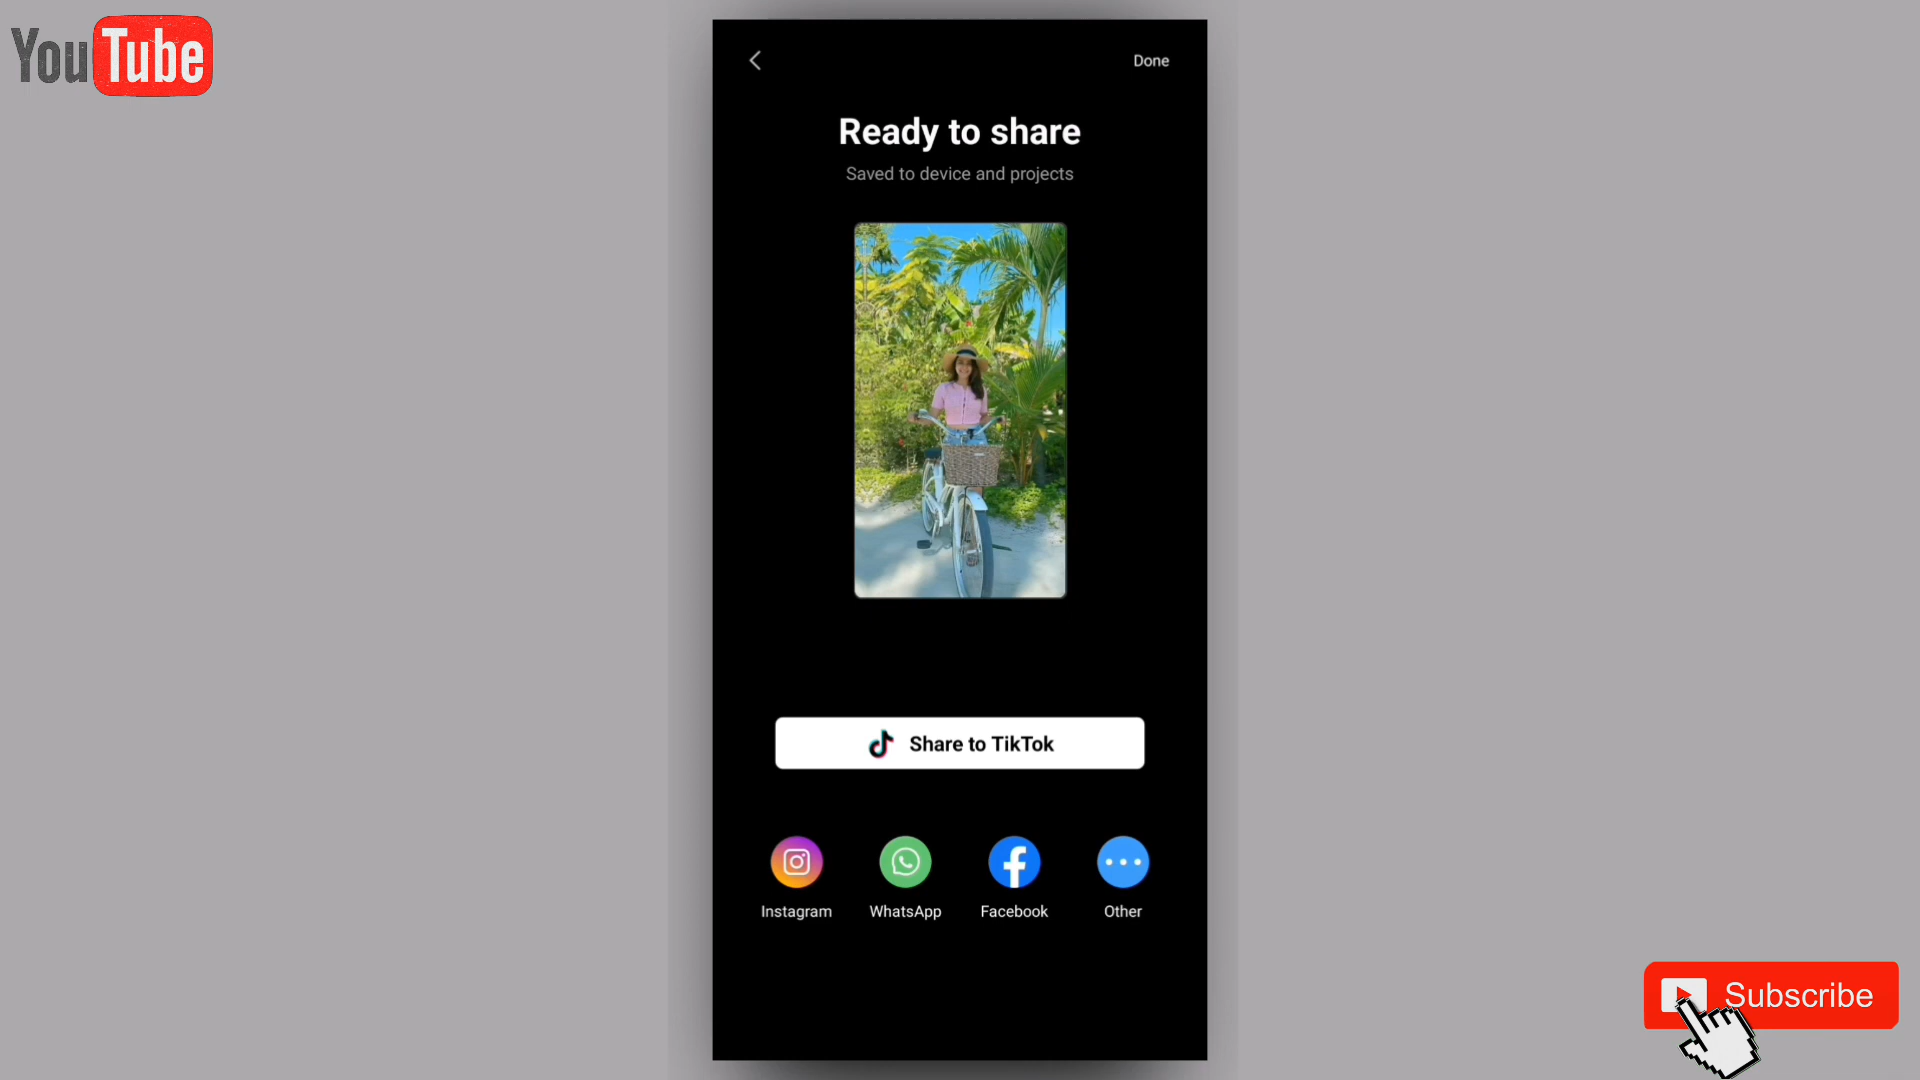 YouTube
Done
Ready to share
Saved to device and projects
Share to TikTok
Instagram
WhatsApp
Facebook
Other
Subscribe